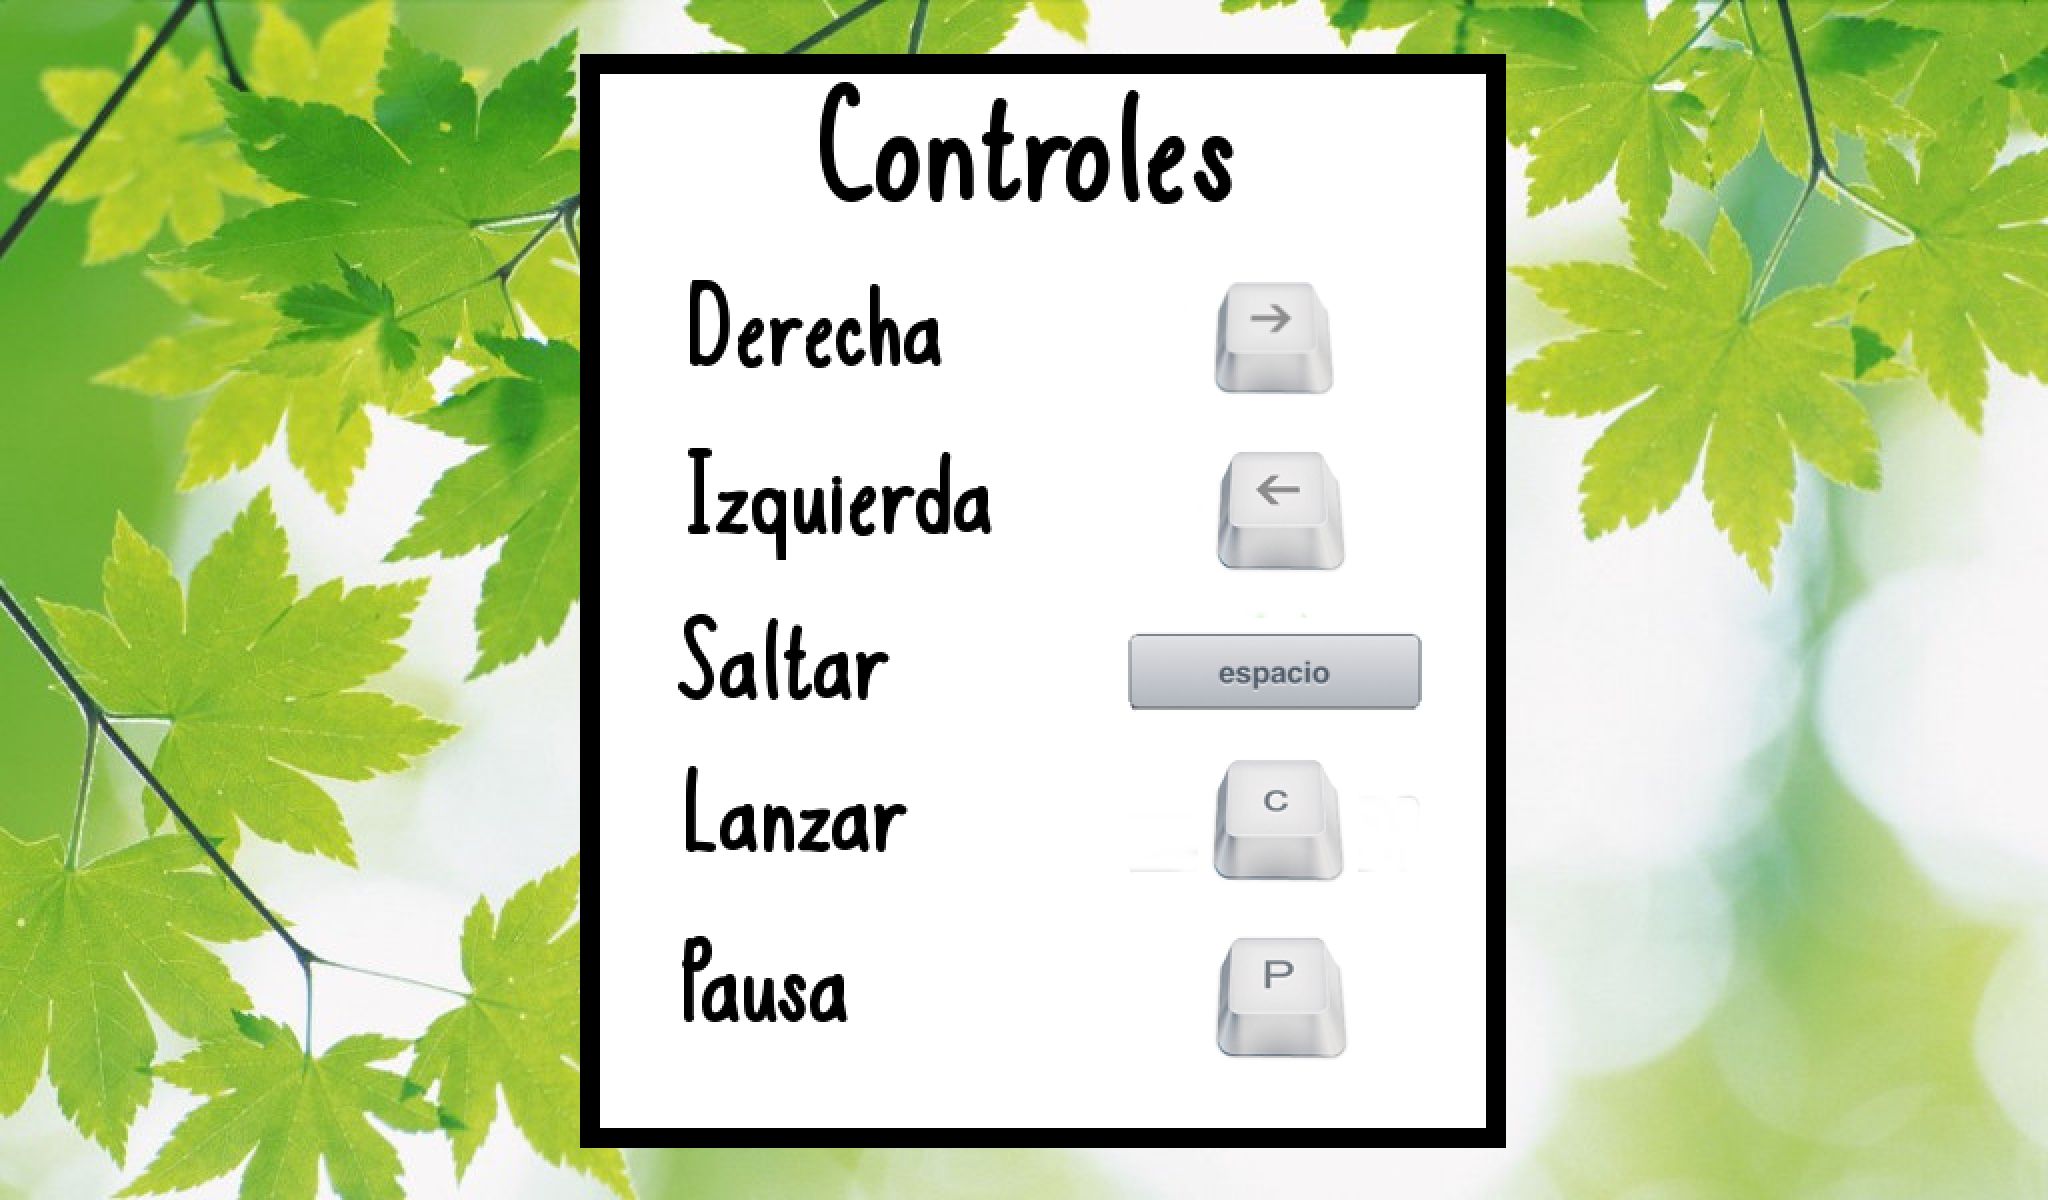 Controles
Derecha →
Izquierda ←
Saltar espacio
Lanzar C
Pausa P